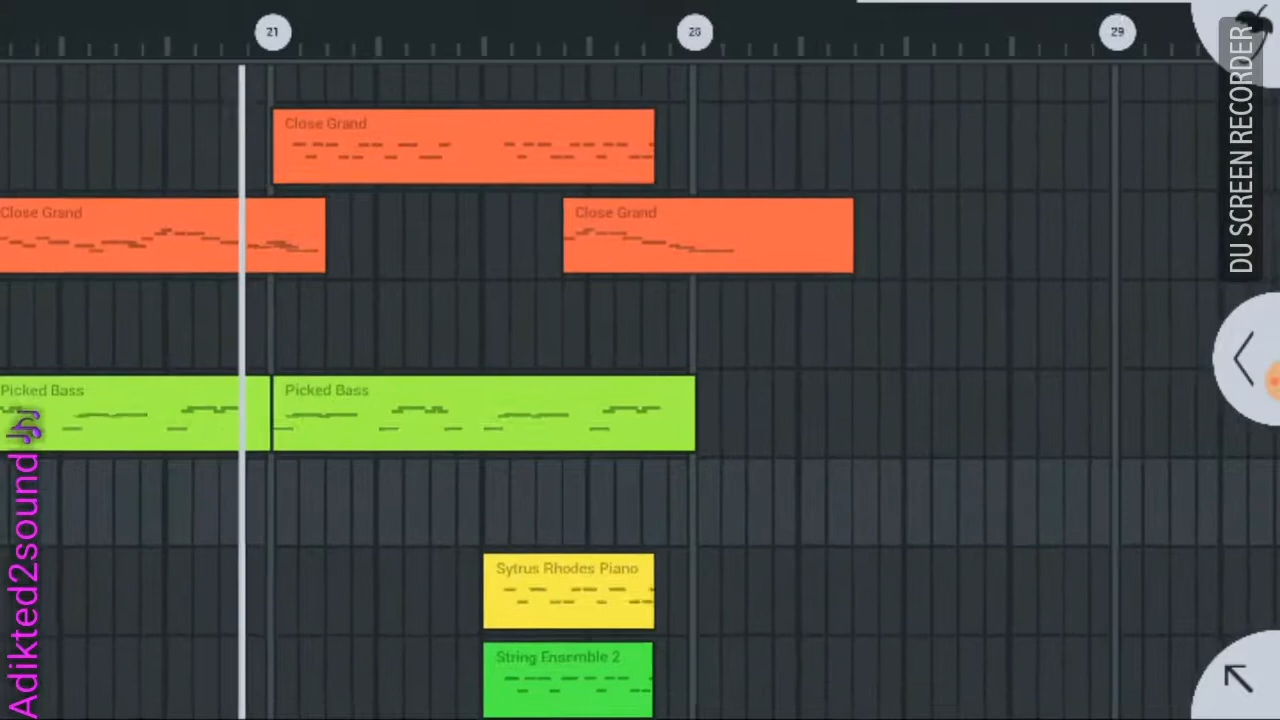 21
25
29
Close Grand
Close Grand
Close Grand
Picked Bass
Picked Bass
Sytrus Rhodes Piano
String Ensemble 2
DU SCREEN RECORDER
Adikted2sound